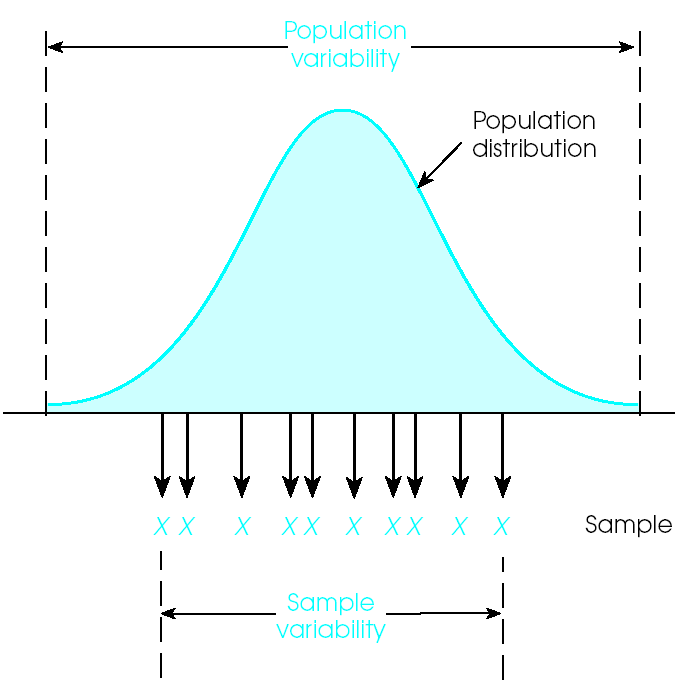 Population
variability
Population
distribution
X X X X X X X X X X
Sample
Sample
variability